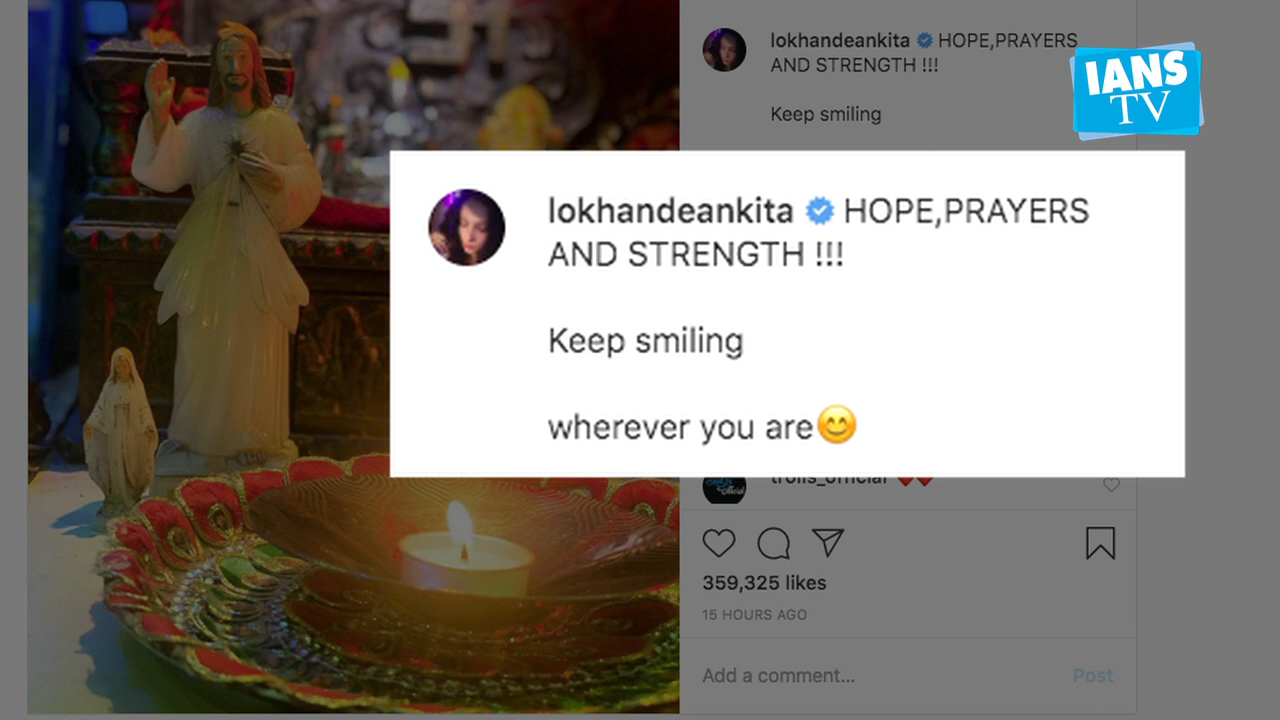 lokhandeankita HOPE,PRAYERS
AND STRENGTH !!!
Keep smiling
IANS
TV
lokhandeankita HOPE,PRAYERS
AND STRENGTH !!!
Keep smiling
wherever you are😊
trolls_official ❤❤
359,325 likes
15 HOURS AGO
Add a comment... Post